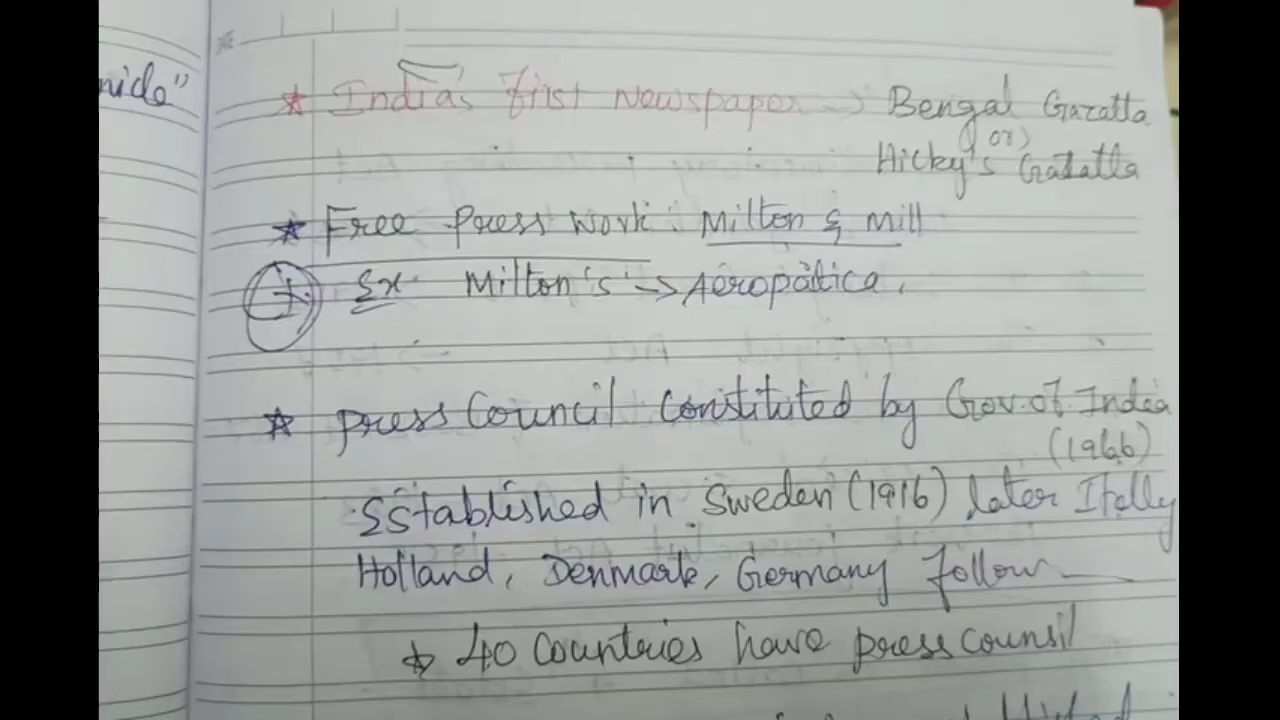 nicle"
★ India's first Newspaper → Bengal Gazatta
(or)
Hicky's Gazatta
★ Free Press Work : Milton & Mill
Ex Milton's → Aeropatica.
★ Press Council constituted by Gov. of India
(1966)
Established in Sweden (1916) later Itelly
Holland, Denmark, Germany follow
★ 40 Countries have press counsil